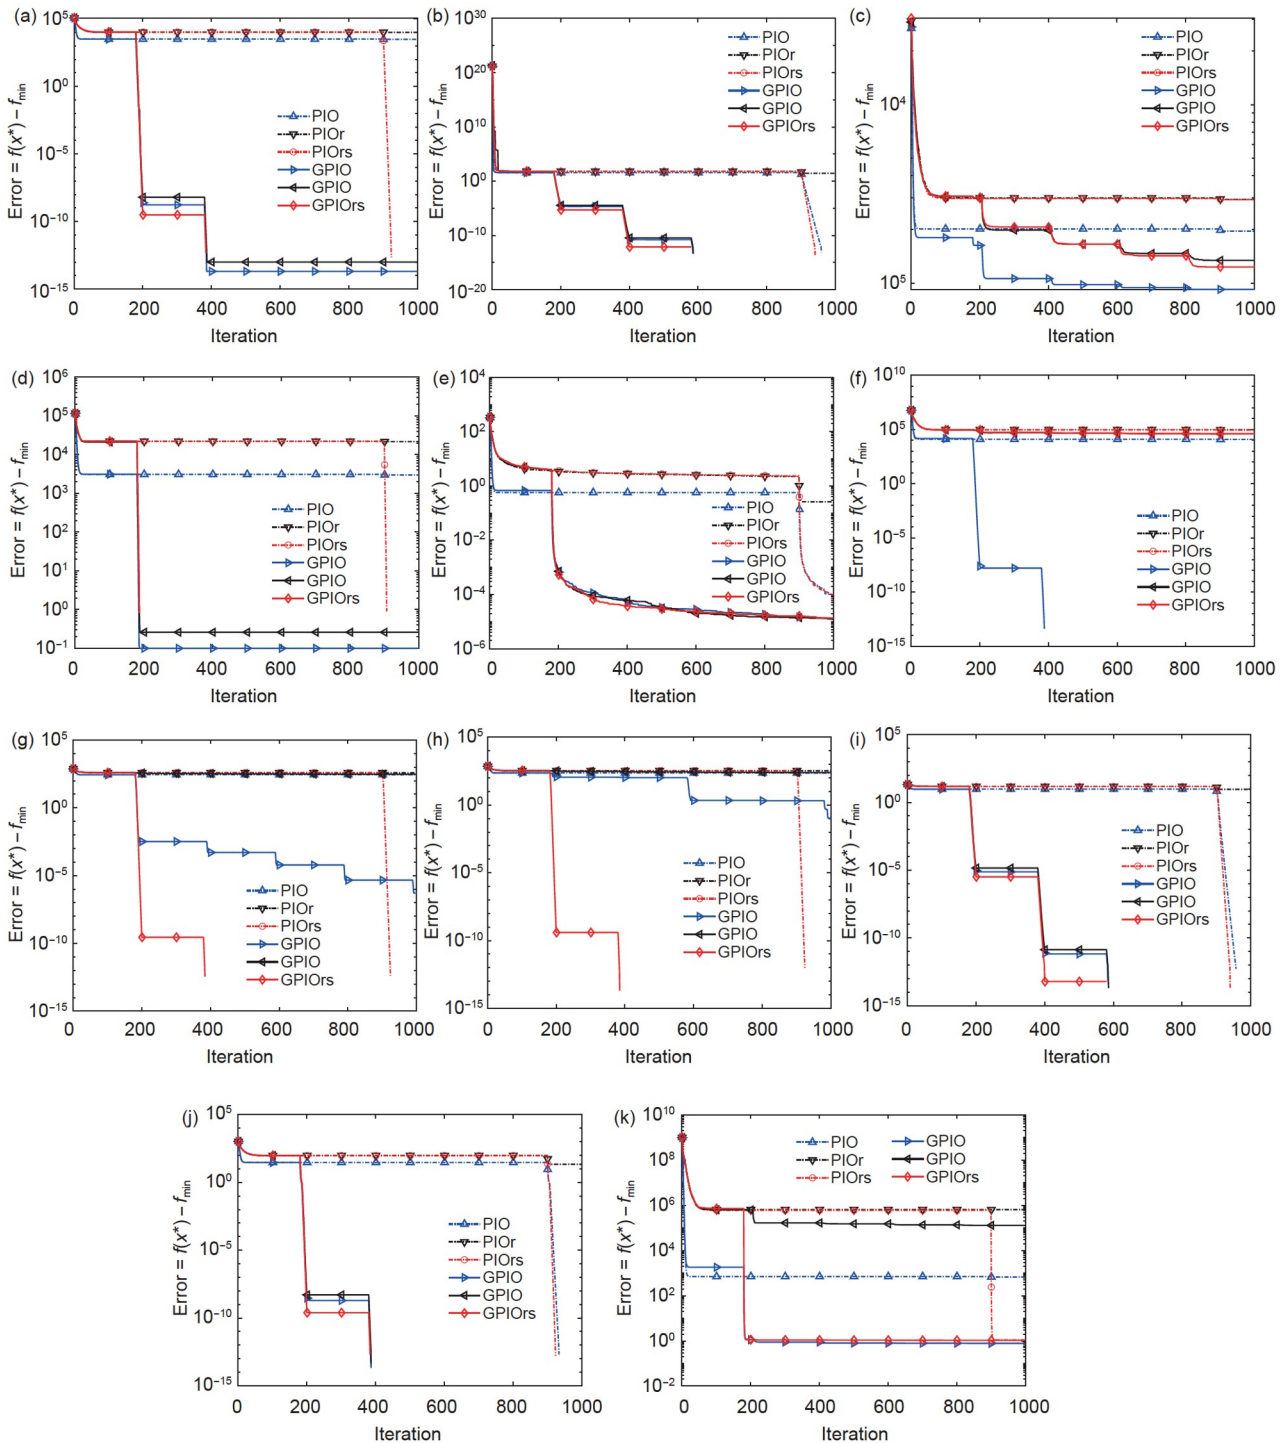 (a)
Error = f(x*) − fmin
10^5
10^0
10^−5
10^−10
10^−15
PIO
PIOr
PIOrs
GPIO
GPIO
GPIOrs
0 200 400 600 800 1000
Iteration
(b)
Error = f(x*) − fmin
10^30
10^20
10^10
10^0
10^−10
10^−20
PIO
PIOr
PIOrs
GPIO
GPIO
GPIOrs
0 200 400 600 800 1000
Iteration
(c)
Error = f(x*) − fmin
10^4
10^5
PIO
PIOr
PIOrs
GPIO
GPIO
GPIOrs
0 200 400 600 800 1000
Iteration
(d)
Error = f(x*) − fmin
10^6
10^5
10^4
10^3
10^2
10^1
10^0
10^−1
PIO
PIOr
PIOrs
GPIO
GPIO
GPIOrs
0 200 400 600 800 1000
Iteration
(e)
Error = f(x*) − fmin
10^4
10^2
10^0
10^−2
10^−4
10^−6
PIO
PIOr
PIOrs
GPIO
GPIO
GPIOrs
0 200 400 600 800 1000
Iteration
(f)
Error = f(x*) − fmin
10^10
10^5
10^0
10^−5
10^−10
10^−15
PIO
PIOr
PIOrs
GPIO
GPIO
GPIOrs
0 200 400 600 800 1000
Iteration
(g)
Error = f(x*) − fmin
10^5
10^0
10^−5
10^−10
10^−15
PIO
PIOr
PIOrs
GPIO
GPIO
GPIOrs
0 200 400 600 800 1000
Iteration
(h)
Error = f(x*) − fmin
10^5
10^0
10^−5
10^−10
10^−15
PIO
PIOr
PIOrs
GPIO
GPIO
GPIOrs
0 200 400 600 800 1000
Iteration
(i)
Error = f(x*) − fmin
10^5
10^0
10^−5
10^−10
10^−15
PIO
PIOr
PIOrs
GPIO
GPIO
GPIOrs
0 200 400 600 800 1000
Iteration
(j)
Error = f(x*) − fmin
10^5
10^0
10^−5
10^−10
10^−15
PIO
PIOr
PIOrs
GPIO
GPIO
GPIOrs
0 200 400 600 800 1000
Iteration
(k)
Error = f(x*) − fmin
10^10
10^8
10^6
10^4
10^2
10^0
10^−2
PIO GPIO
PIOr GPIO
PIOrs GPIOrs
0 200 400 600 800 1000
Iteration